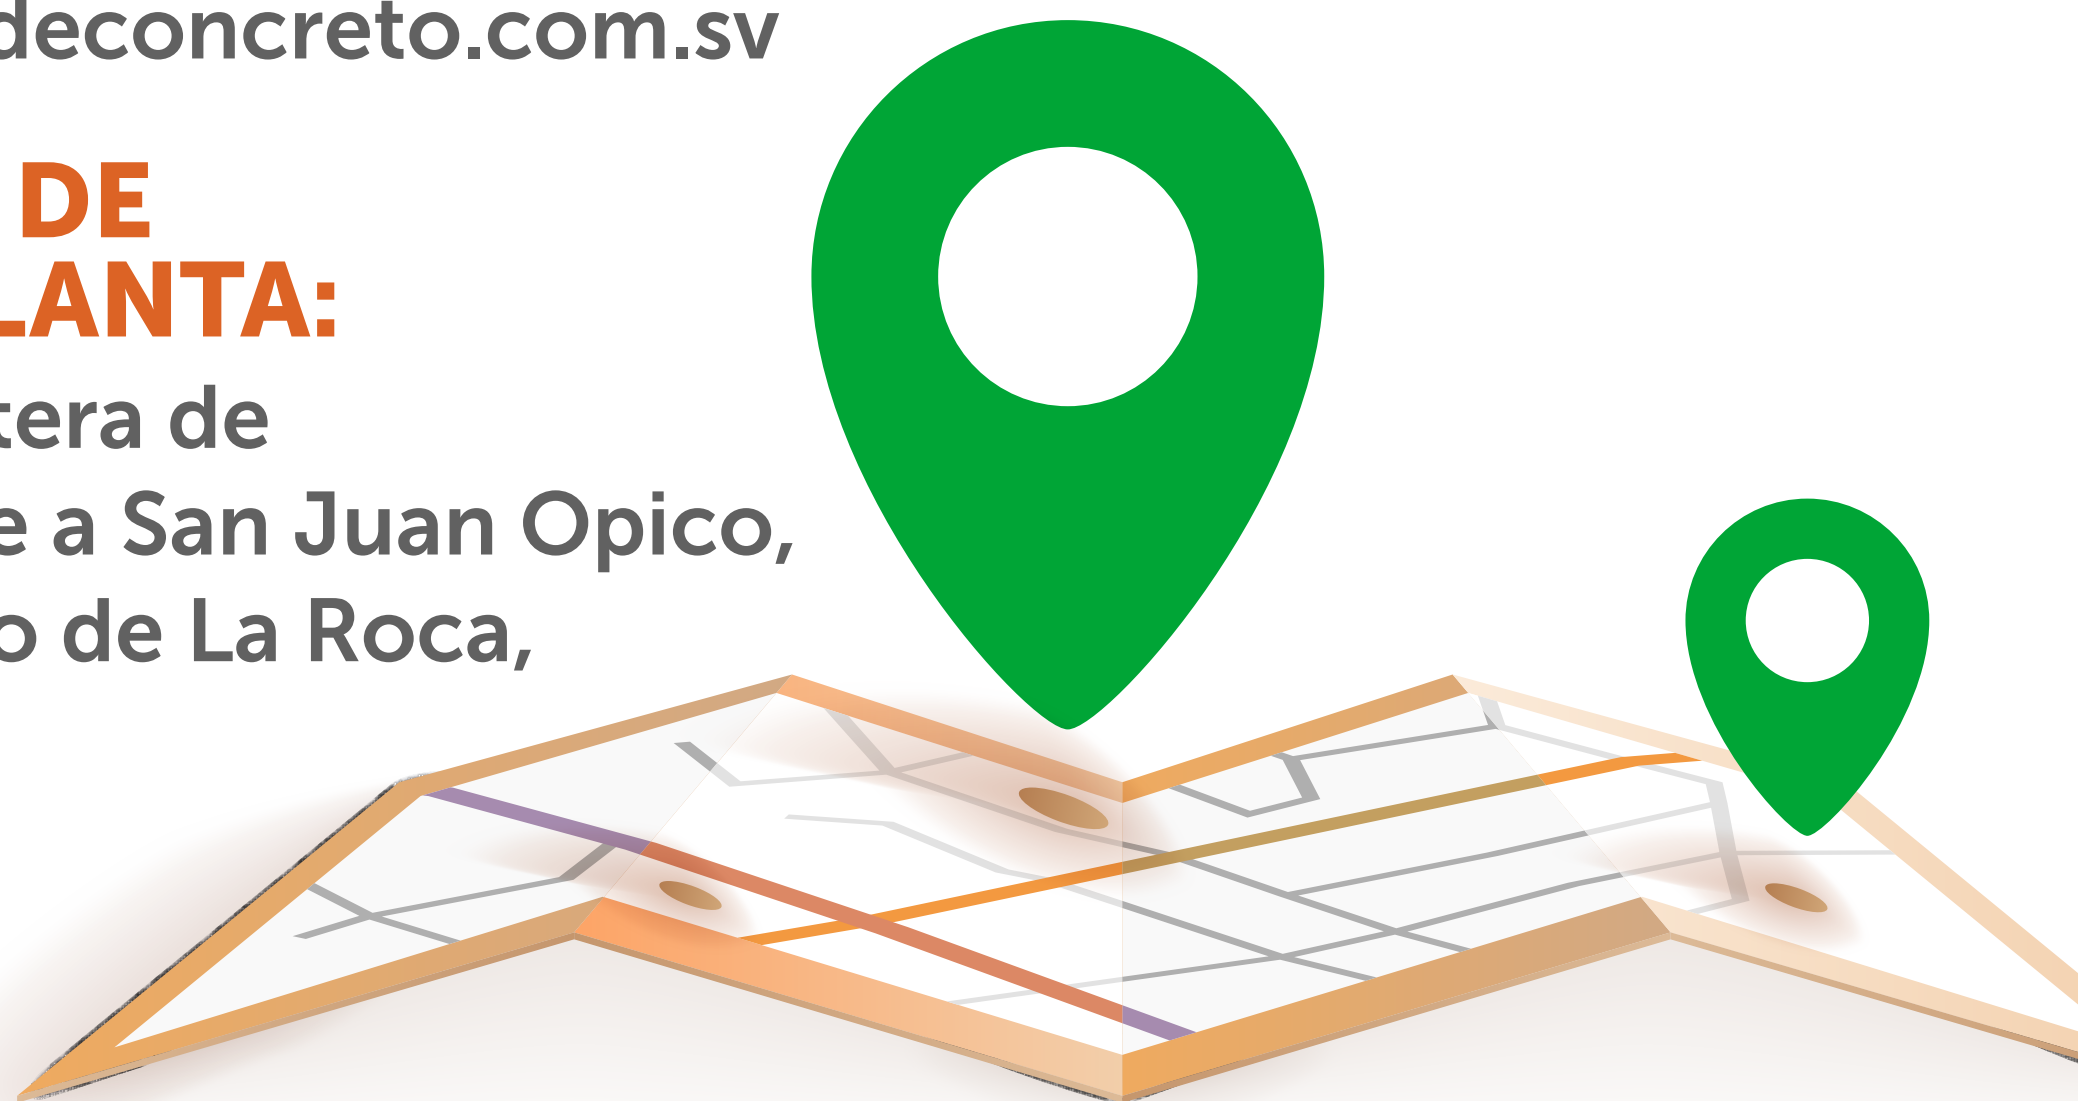 deconcreto.com.sv
DE
LANTA:
tera de
e a San Juan Opico,
o de La Roca,